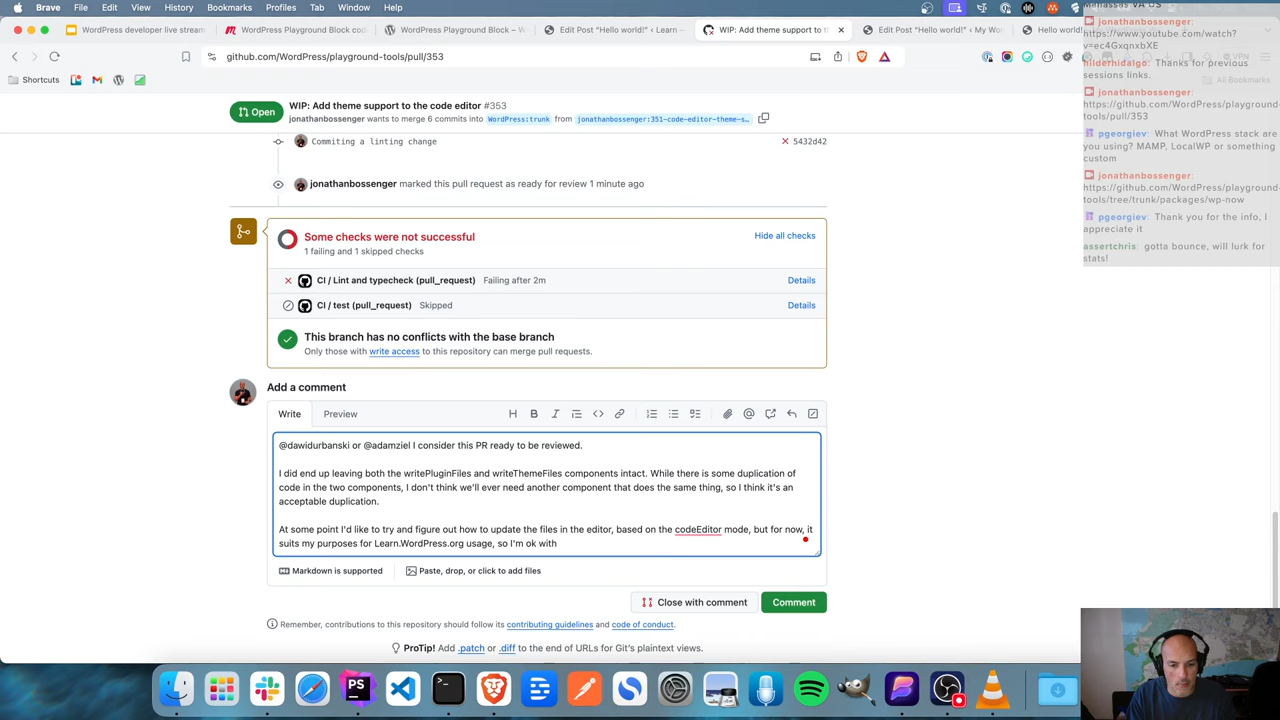 Brave File Edit View History Bookmarks Profiles Tab Window Help
WordPress developer live stream
WordPress Playground Block cod
WordPress Playground Block – W
Edit Post "Hello world!" ‹ Learn
WIP: Add theme support to t
Edit Post "Hello world!" ‹ My Wo
Hello world!
github.com/WordPress/playground-tools/pull/353
VPN
Shortcuts
All Bookmarks
Open
WIP: Add theme support to the code editor #353
jonathanbossenger wants to merge 6 commits into WordPress:trunk from jonathanbossenger:351-code-editor-theme-s…
Commiting a linting change
5432d42
jonathanbossenger marked this pull request as ready for review 1 minute ago
Some checks were not successful
Hide all checks
1 failing and 1 skipped checks
CI / Lint and typecheck (pull_request) Failing after 2m
Details
CI / test (pull_request) Skipped
Details
This branch has no conflicts with the base branch
Only those with write access to this repository can merge pull requests.
Add a comment
Write
Preview
@dawidurbanski or @adamziel I consider this PR ready to be reviewed.
I did end up leaving both the writePluginFiles and writeThemeFiles components intact. While there is some duplication of
code in the two components, I don't think we'll ever need another component that does the same thing, so I think it's an
acceptable duplication.
At some point I'd like to try and figure out how to update the files in the editor, based on the codeEditor mode, but for now, it
suits my purposes for Learn.WordPress.org usage, so I'm ok with
Markdown is supported
Paste, drop, or click to add files
Close with comment
Comment
Remember, contributions to this repository should follow its contributing guidelines and code of conduct.
ProTip! Add .patch or .diff to the end of URLs for Git's plaintext views.
Manassas VA US
jonathanbossenger:
https://www.youtube.com/watch?
v=ec4GxqnxbXE
hilderhidalgo: Thanks for previous
sessions links.
jonathanbossenger:
https://github.com/WordPress/playground-
tools/pull/353
pgeorgiev: What WordPress stack are
you using? MAMP, LocalWP or something
custom
jonathanbossenger:
https://github.com/WordPress/playground-
tools/tree/trunk/packages/wp-now
pgeorgiev: Thank you for the info, I
appreciate it
assertchris: gotta bounce, will lurk for
stats!
PS